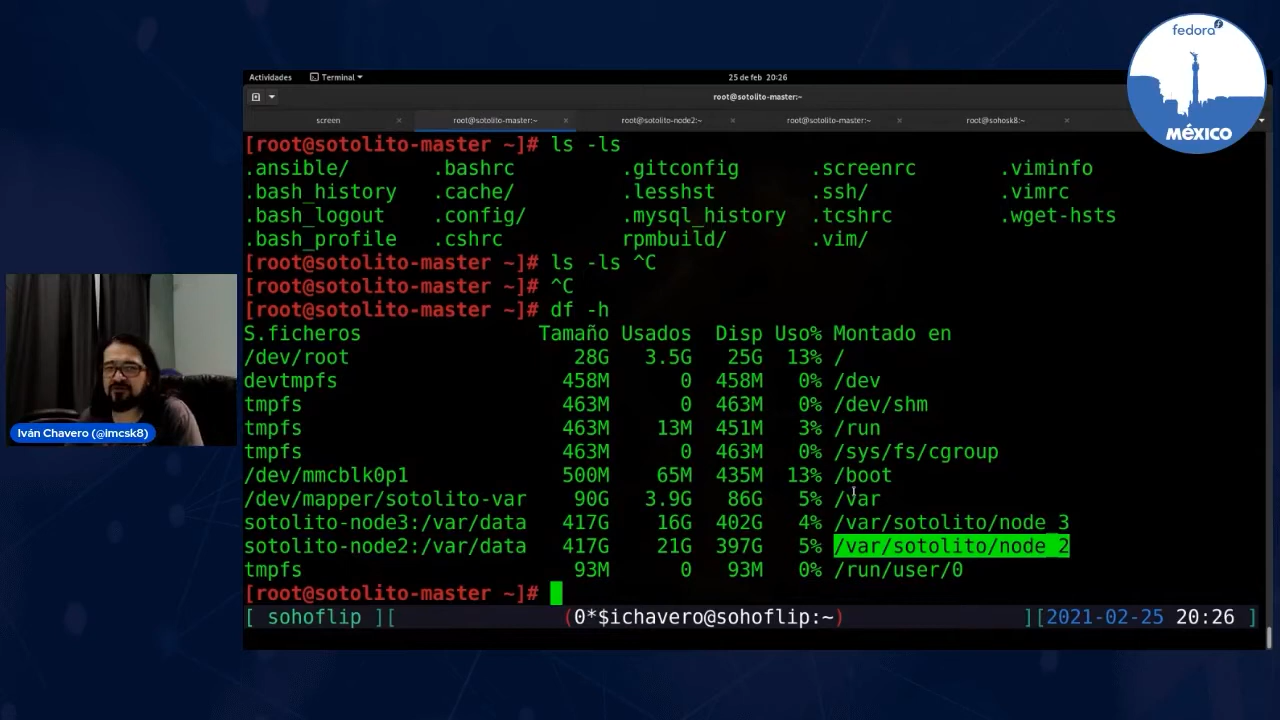 fedora
MÉXICO
Actividades Terminal 25 de feb 20:26
root@sotolito-master:~
screen × root@sotolito-master:~ × root@sotolito-node2:~ × root@sotolito-master:~ × root@sohosk8:~ ×
[root@sotolito-master ~]# ls -ls
.ansible/ .bashrc .gitconfig .screenrc .viminfo
.bash_history .cache/ .lesshst .ssh/ .vimrc
.bash_logout .config/ .mysql_history .tcshrc .wget-hsts
.bash_profile .cshrc rpmbuild/ .vim/
[root@sotolito-master ~]# ls -ls ^C
[root@sotolito-master ~]# ^C
[root@sotolito-master ~]# df -h
S.ficheros Tamaño Usados Disp Uso% Montado en
/dev/root 28G 3.5G 25G 13% /
devtmpfs 458M 0 458M 0% /dev
tmpfs 463M 0 463M 0% /dev/shm
tmpfs 463M 13M 451M 3% /run
tmpfs 463M 0 463M 0% /sys/fs/cgroup
/dev/mmcblk0p1 500M 65M 435M 13% /boot
/dev/mapper/sotolito-var 90G 3.9G 86G 5% /var
sotolito-node3:/var/data 417G 16G 402G 4% /var/sotolito/node_3
sotolito-node2:/var/data 417G 21G 397G 5% /var/sotolito/node_2
tmpfs 93M 0 93M 0% /run/user/0
[root@sotolito-master ~]#
[ sohoflip ][ (0*$ichavero@sohoflip:~) ][2021-02-25 20:26 ]
Iván Chavero (@imcsk8)